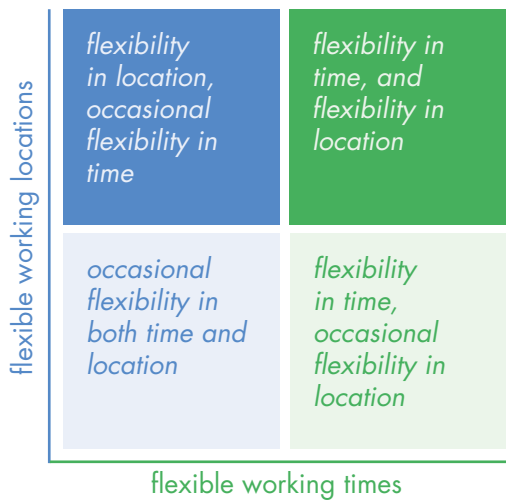 flexible working locations
flexibility
in location,
occasional
flexibility in
time
flexibility in
time, and
flexibility in
location
occasional
flexibility in
both time and
location
flexibility
in time,
occasional
flexibility in
location
flexible working times